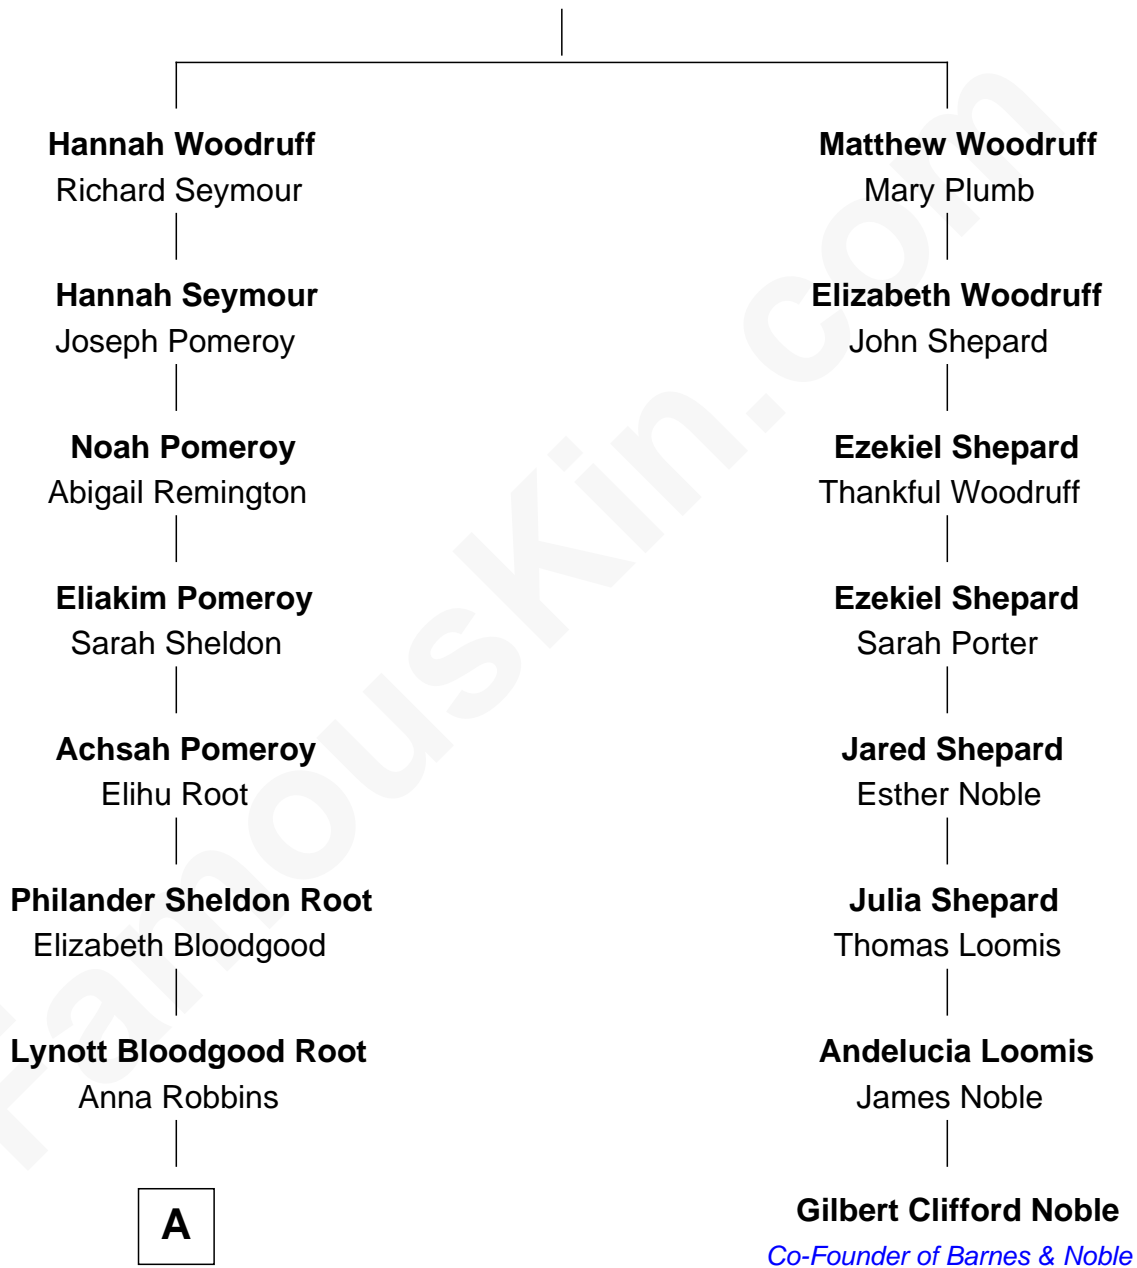 Hannah Woodruff
Richard Seymour
Hannah Seymour
Joseph Pomeroy
Noah Pomeroy
Abigail Remington
Eliakim Pomeroy
Sarah Sheldon
Achsah Pomeroy
Elihu Root
Philander Sheldon Root
Elizabeth Bloodgood
Lynott Bloodgood Root
Anna Robbins
A
Matthew Woodruff
Mary Plumb
Elizabeth Woodruff
John Shepard
Ezekiel Shepard
Thankful Woodruff
Ezekiel Shepard
Sarah Porter
Jared Shepard
Esther Noble
Julia Shepard
Thomas Loomis
Andelucia Loomis
James Noble
Gilbert Clifford Noble
Co-Founder of Barnes & Noble
FamousKin.com